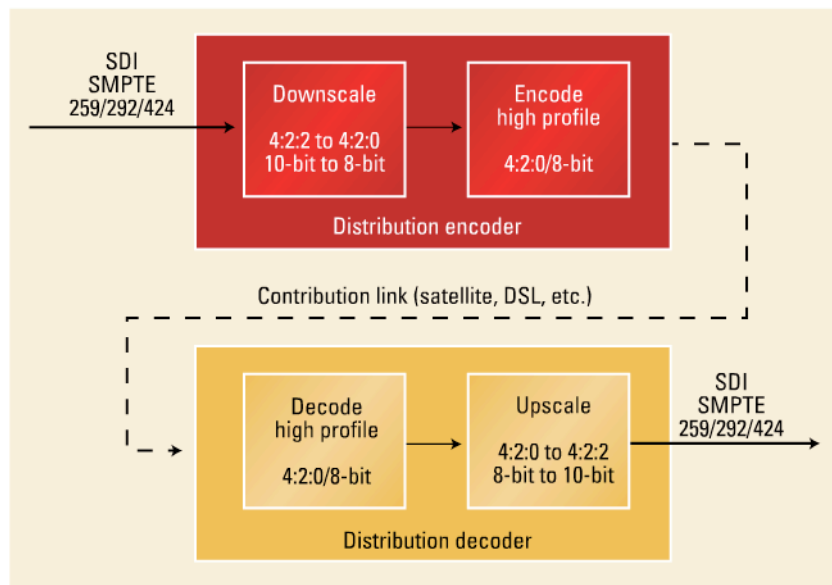 SDI
SMPTE
259/292/424
Downscale
4:2:2 to 4:2:0
10-bit to 8-bit
Encode
high profile
4:2:0/8-bit
Distribution encoder
Contribution link (satellite, DSL, etc.)
Decode
high profile
4:2:0/8-bit
Upscale
4:2:0 to 4:2:2
8-bit to 10-bit
SDI
SMPTE
259/292/424
Distribution decoder